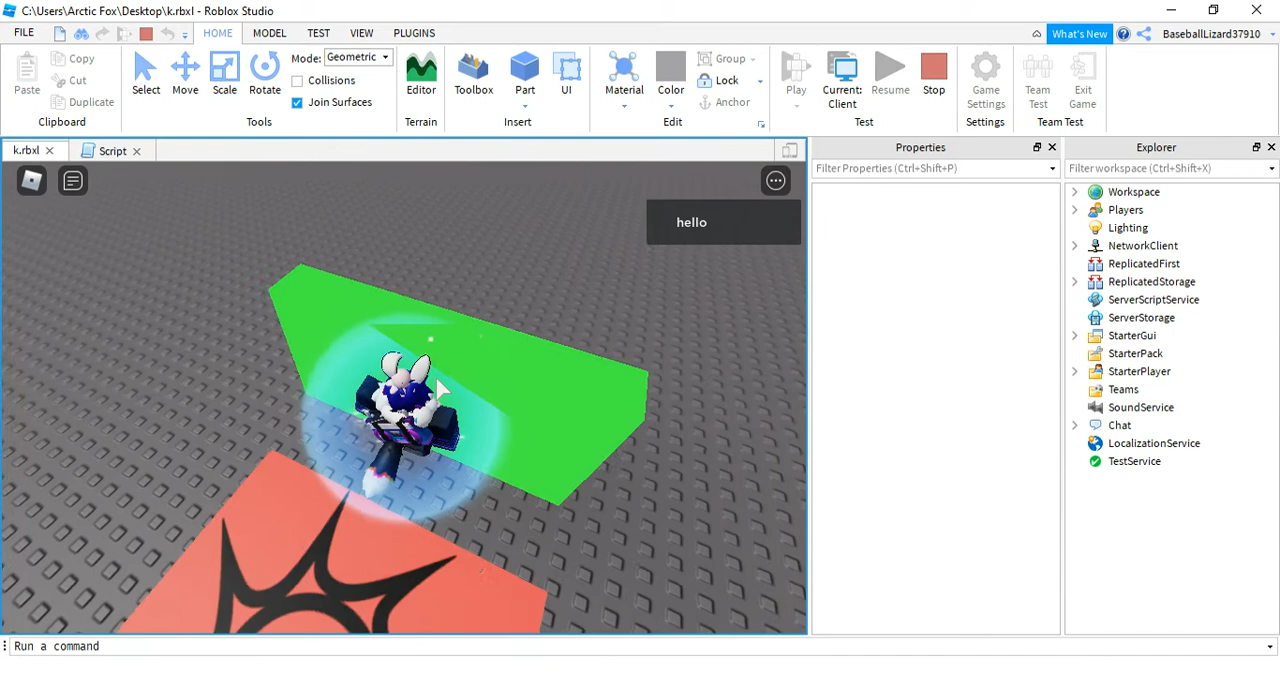 C:\Users\Arctic Fox\Desktop\k.rbxl - Roblox Studio
FILE HOME MODEL TEST VIEW PLUGINS What's New BaseballLizard37910
Paste Copy Cut Duplicate Clipboard
Select Move Scale Rotate Mode: Geometric Collisions Join Surfaces Tools
Editor Terrain
Toolbox Part UI Insert
Material Color Group Lock Anchor Edit
Play Current: Client Resume Stop Test
Game Settings Settings
Team Test Exit Game Team Test
k.rbxl Script
hello
Properties
Filter Properties (Ctrl+Shift+P)
Explorer
Filter workspace (Ctrl+Shift+X)
Workspace
Players
Lighting
NetworkClient
ReplicatedFirst
ReplicatedStorage
ServerScriptService
ServerStorage
StarterGui
StarterPack
StarterPlayer
Teams
SoundService
Chat
LocalizationService
TestService
Run a command